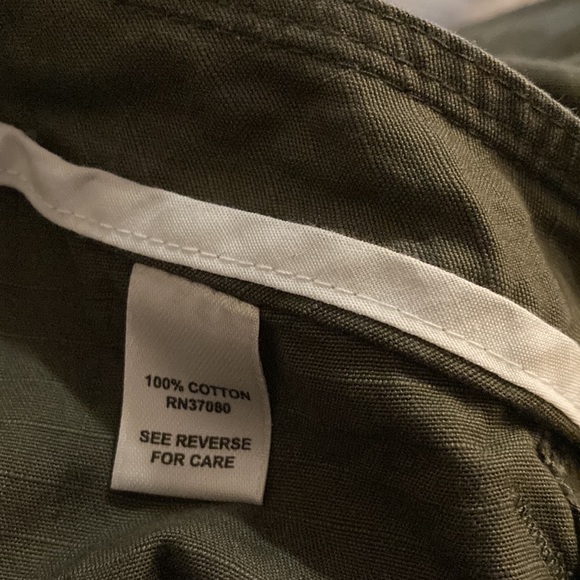 100% COTTON
RN37080
SEE REVERSE
FOR CARE